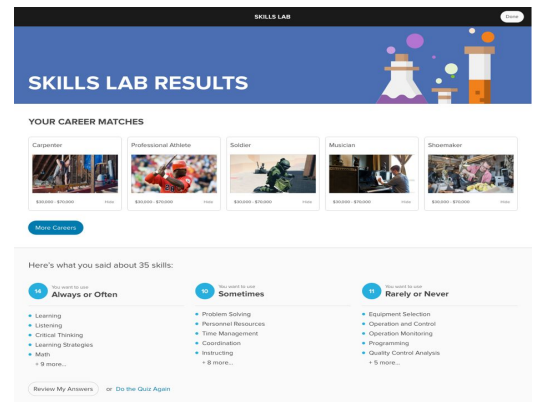 SKILLS LAB
Done
SKILLS LAB RESULTS
YOUR CAREER MATCHES
Carpenter
Professional Athlete
Soldier
Musician
Shoemaker
$30,000 - $70,000 Hide
$30,000 - $70,000 Hide
$30,000 - $70,000 Hide
$30,000 - $70,000 Hide
$30,000 - $70,000 Hide
More Careers
Here's what you said about 35 skills:
14
You want to use
Always or Often
Learning
Listening
Critical Thinking
Learning Strategies
Math
+ 9 more...
10
You want to use
Sometimes
Problem Solving
Personnel Resources
Time Management
Coordination
Instructing
+ 8 more...
11
You want to use
Rarely or Never
Equipment Selection
Operation and Control
Operation Monitoring
Programming
Quality Control Analysis
+ 5 more...
Review My Answers or Do the Quiz Again